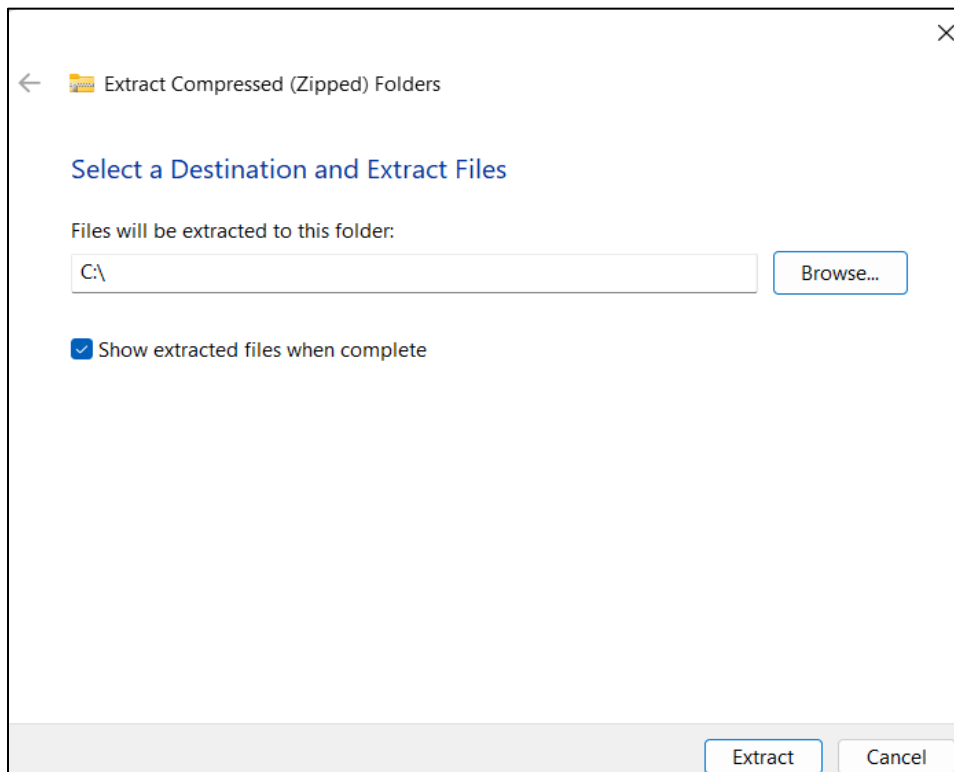 Extract Compressed (Zipped) Folders
Select a Destination and Extract Files
Files will be extracted to this folder:
C:\
Browse...
Show extracted files when complete
Extract
Cancel